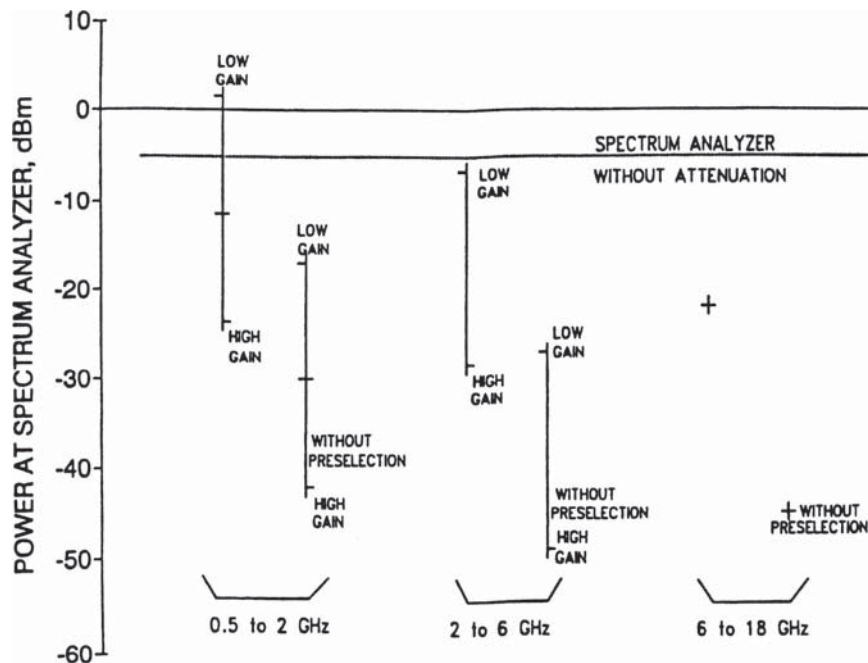 POWER AT SPECTRUM ANALYZER, dBm
10
0
-10
-20
-30
-40
-50
-60
LOW
GAIN
HIGH
GAIN
LOW
GAIN
WITHOUT
PRESELECTION
HIGH
GAIN
SPECTRUM ANALYZER
WITHOUT ATTENUATION
LOW
GAIN
HIGH
GAIN
LOW
GAIN
WITHOUT
PRESELECTION
HIGH
GAIN
WITHOUT
PRESELECTION
0.5 to 2 GHz
2 to 6 GHz
6 to 18 GHz